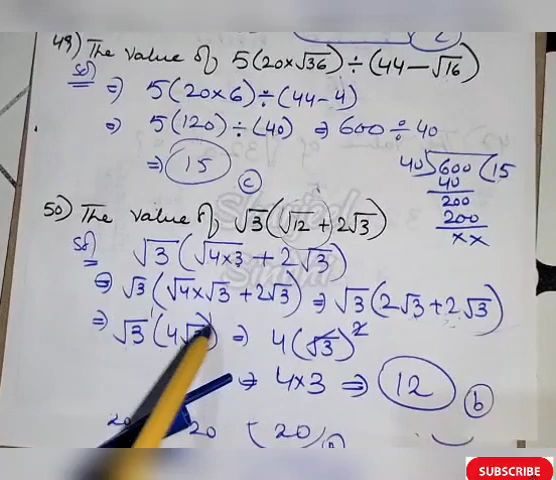 49) The value of 5(20×√36) ÷ (44−√16)
Sol
⇒ 5(20×6) ÷ (44−4)
⇒ 5(120) ÷ (40) ⇒ 600 ÷ 40
⇒ 15
c
40)600(15
40
200
200
××
50) The value of √3(√12 + 2√3)
Sol
√3(√4×3 + 2√3)
⇒ √3(√4×√3 + 2√3) ⇒ √3(2√3 + 2√3)
⇒ √3(4√3) ⇒ 4(√3)²
⇒ 4×3 ⇒ 12
b
20 (20)
SUBSCRIBE